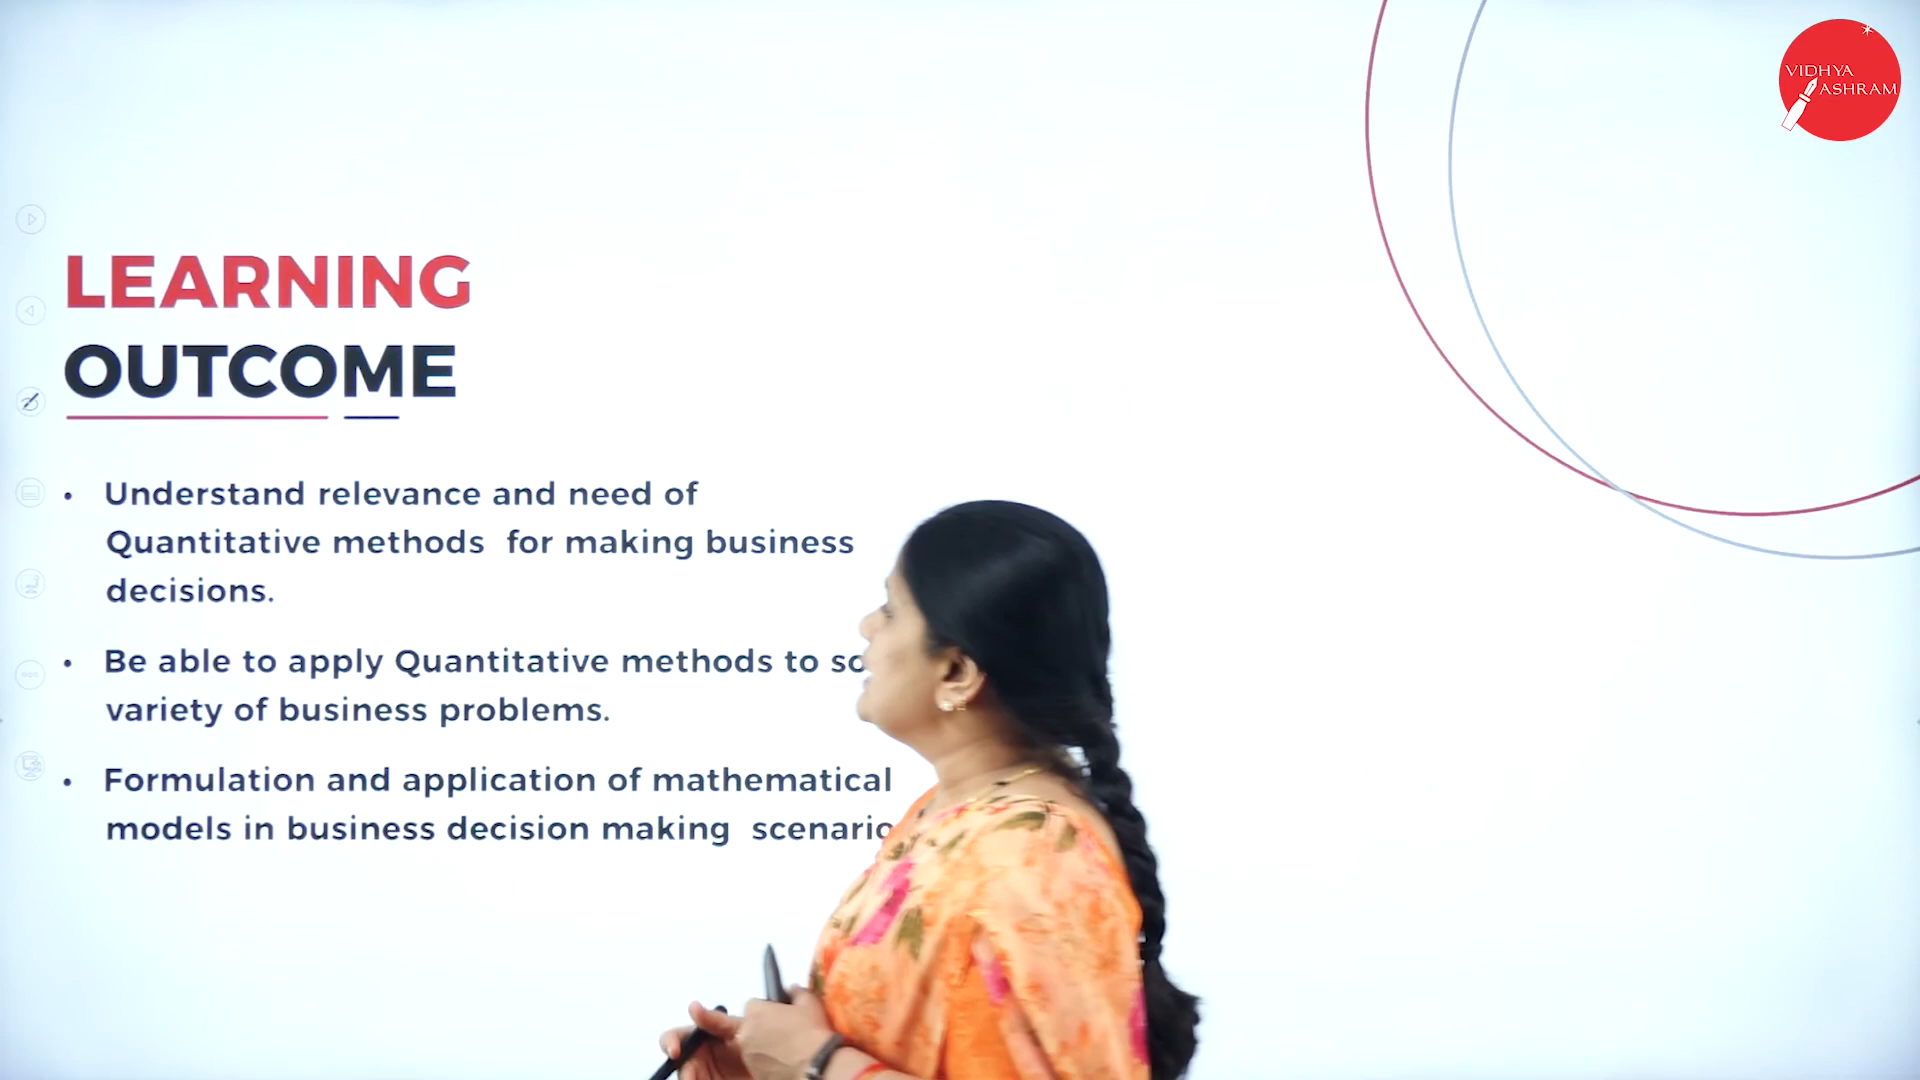 VIDHYA
ASHRAM
LEARNING
OUTCOME
• Understand relevance and need of
Quantitative methods for making business
decisions.
• Be able to apply Quantitative methods to
variety of business problems.
• Formulation and application of mathematical
models in business decision making